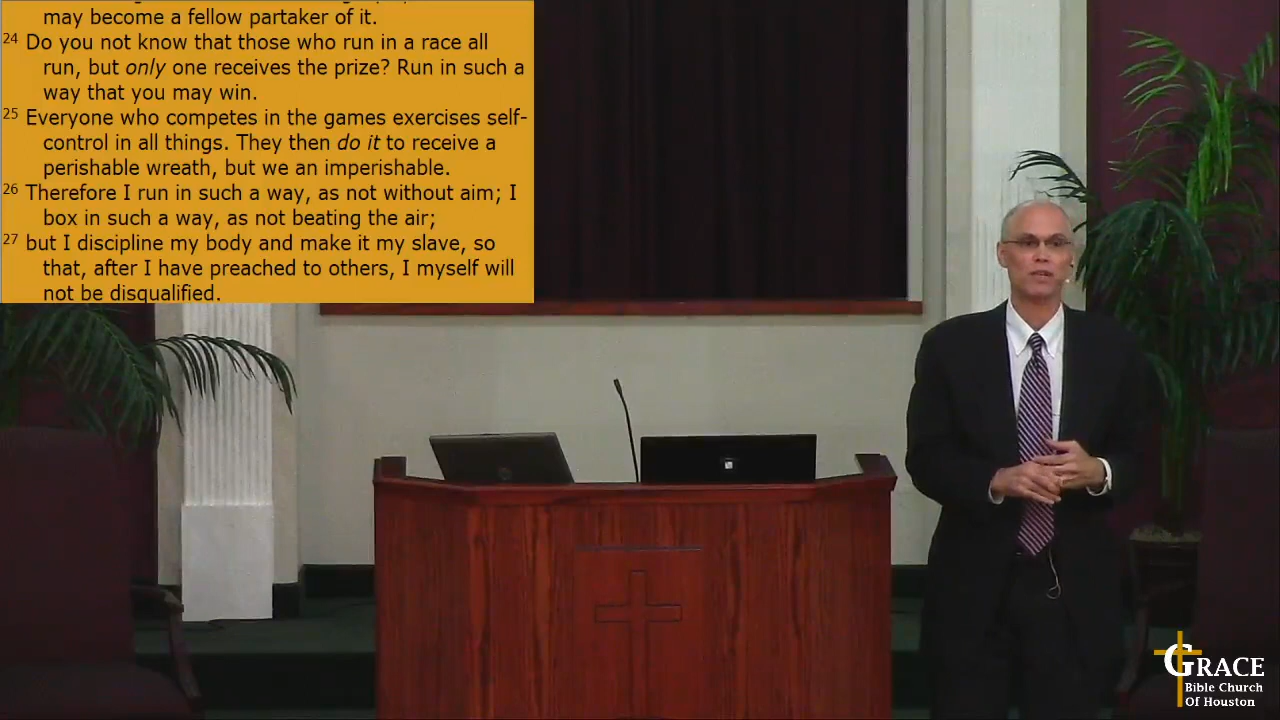 may become a fellow partaker of it.
24 Do you not know that those who run in a race all
run, but only one receives the prize? Run in such a
way that you may win.
25 Everyone who competes in the games exercises self-
control in all things. They then do it to receive a
perishable wreath, but we an imperishable.
26 Therefore I run in such a way, as not without aim; I
box in such a way, as not beating the air;
27 but I discipline my body and make it my slave, so
that, after I have preached to others, I myself will
not be disqualified.
GRACE
Bible Church
Of Houston